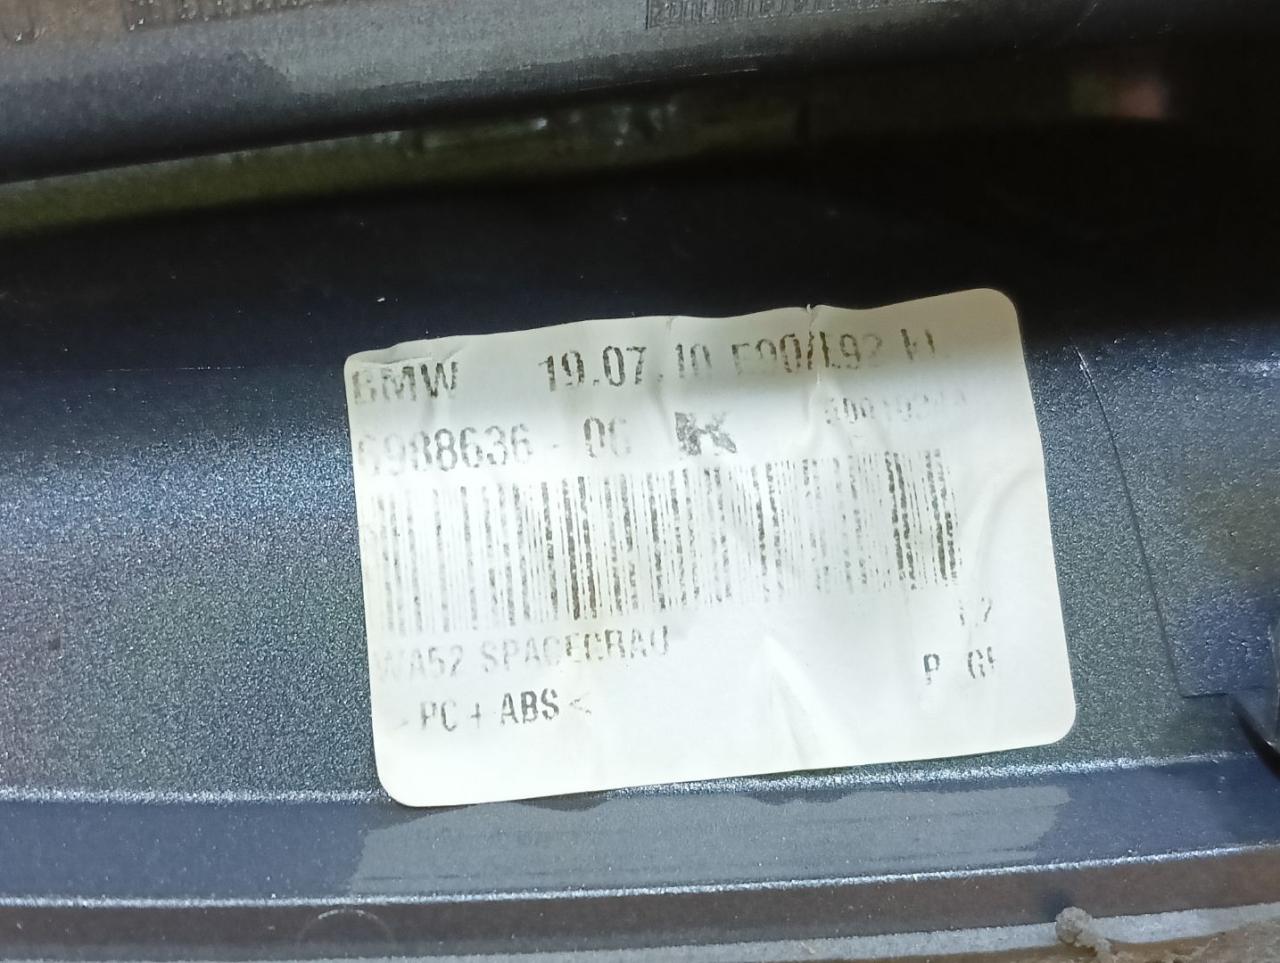 BMW 19.07.10 E90/E92
6988636 - 06 K
WA52 SPACEGRAU
PC + ABS <
P